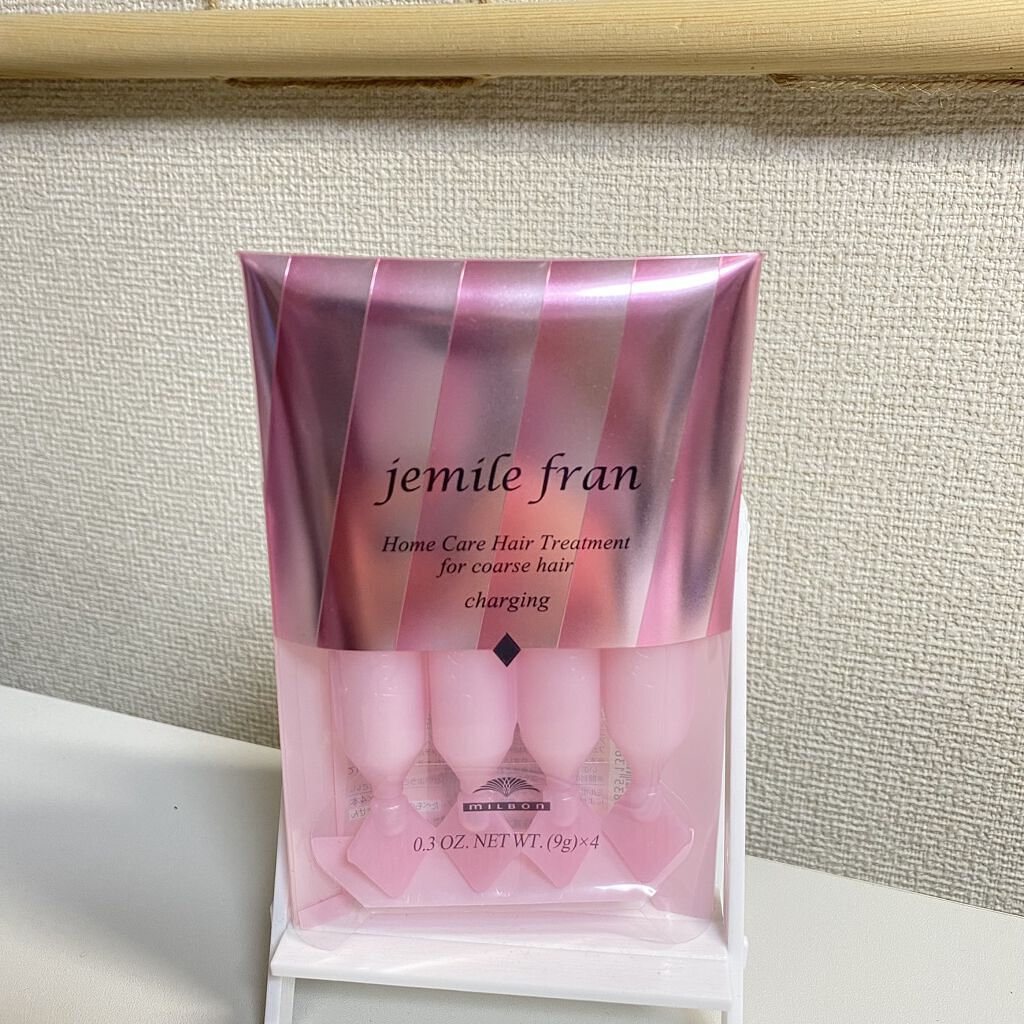 jemile fran
Home Care Hair Treatment
for coarse hair
charging
MILBON
0.3 OZ. NET WT. (9g)×4